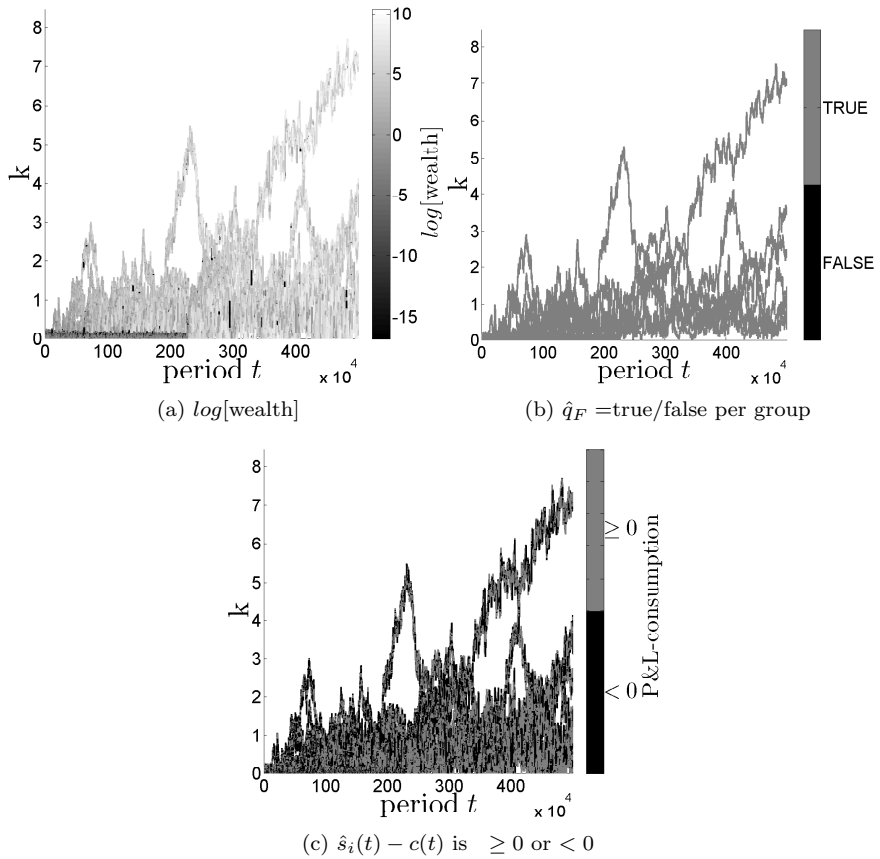 8
7
6
5
4
3
2
1
0
k
0 100 200 300 400
period t
x 10^4
10
5
0
-5
-10
-15
log[wealth]
(a) log[wealth]
8
7
6
5
4
3
2
1
0
k
0 100 200 300 400
period t
x 10^4
TRUE
FALSE
(b) q̂_F =true/false per group
8
7
6
5
4
3
2
1
0
k
0 100 200 300 400
period t
x 10^4
≥ 0
< 0
P&L-consumption
(c) ŝ_i(t) − c(t) is ≥ 0 or < 0